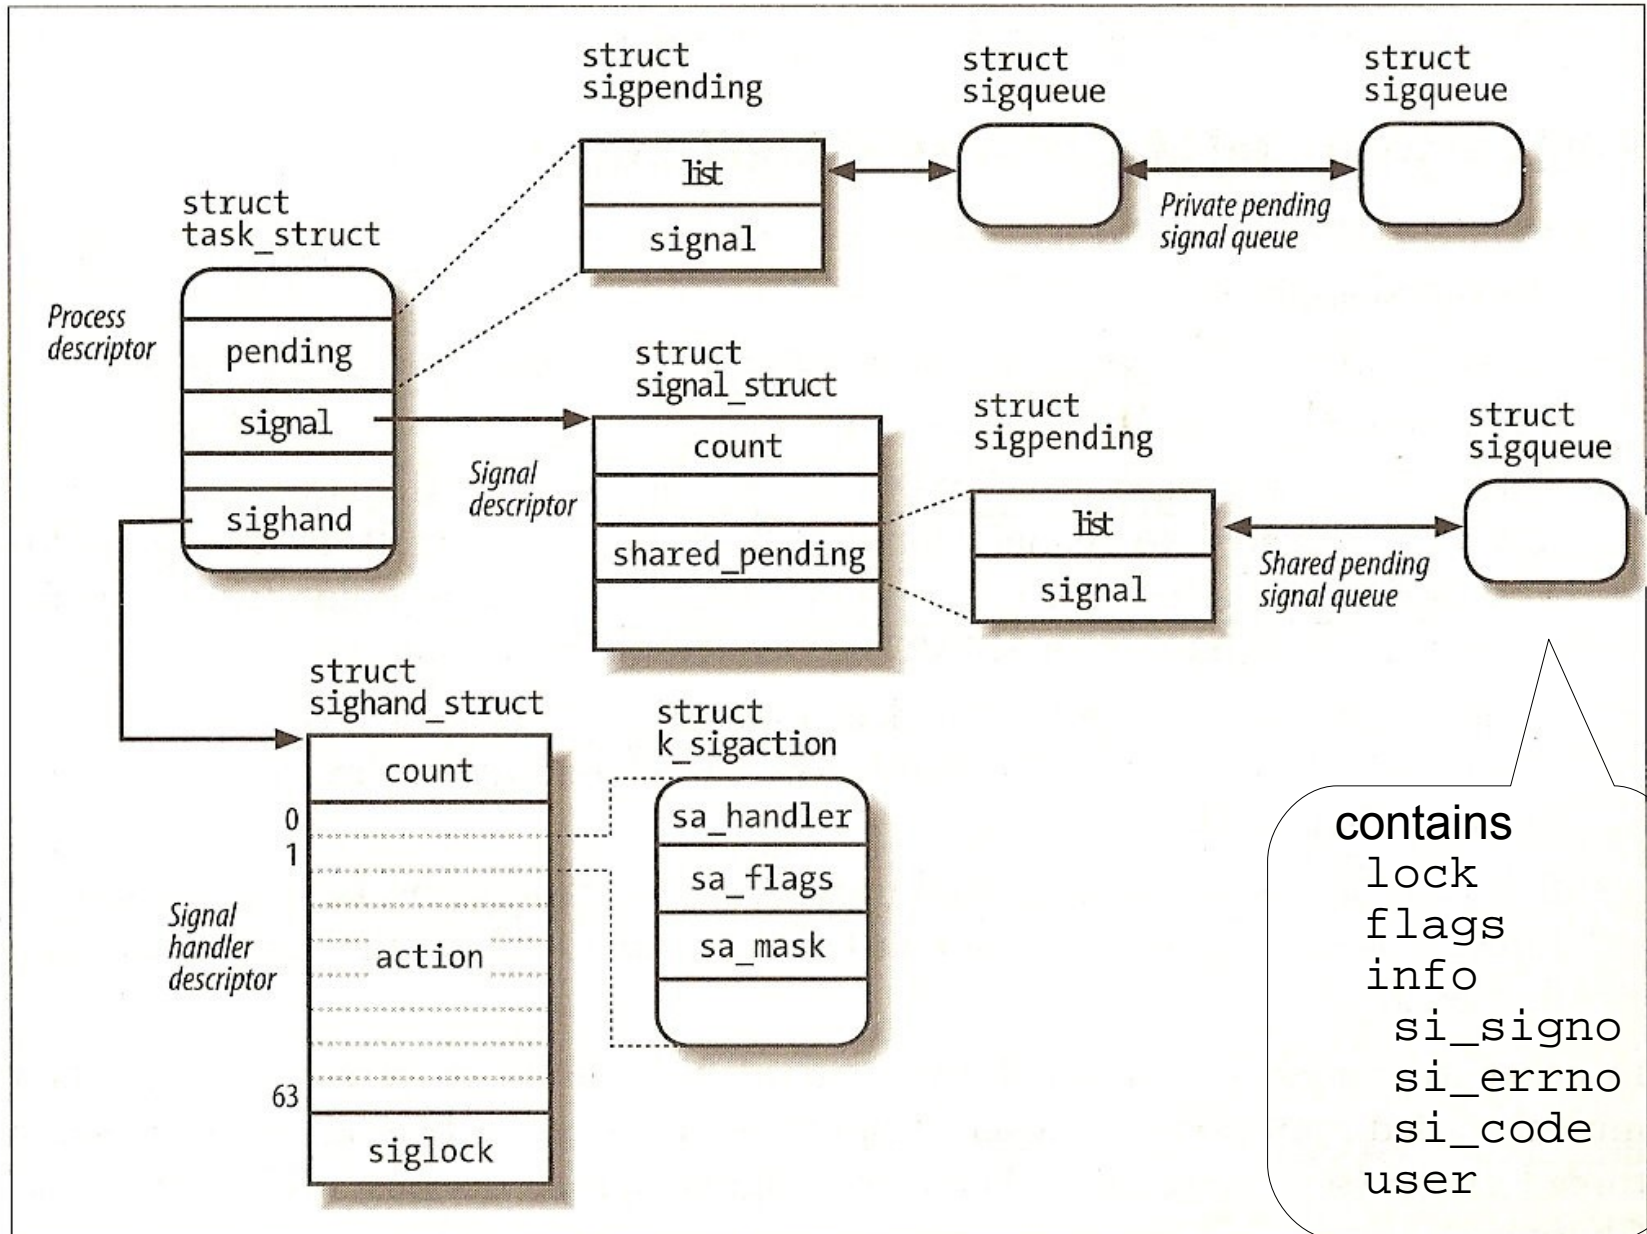 struct
sigpending
struct
sigqueue
struct
sigqueue
list
signal
Private pending
signal queue
struct
task_struct
Process
descriptor
pending
signal
sighand
struct
signal_struct
Signal
descriptor
count
shared_pending
struct
sigpending
list
signal
Shared pending
signal queue
struct
sigqueue
struct
sighand_struct
count
0
1
Signal
handler
descriptor
action
63
siglock
struct
k_sigaction
sa_handler
sa_flags
sa_mask
contains
lock
flags
info
si_signo
si_errno
si_code
user